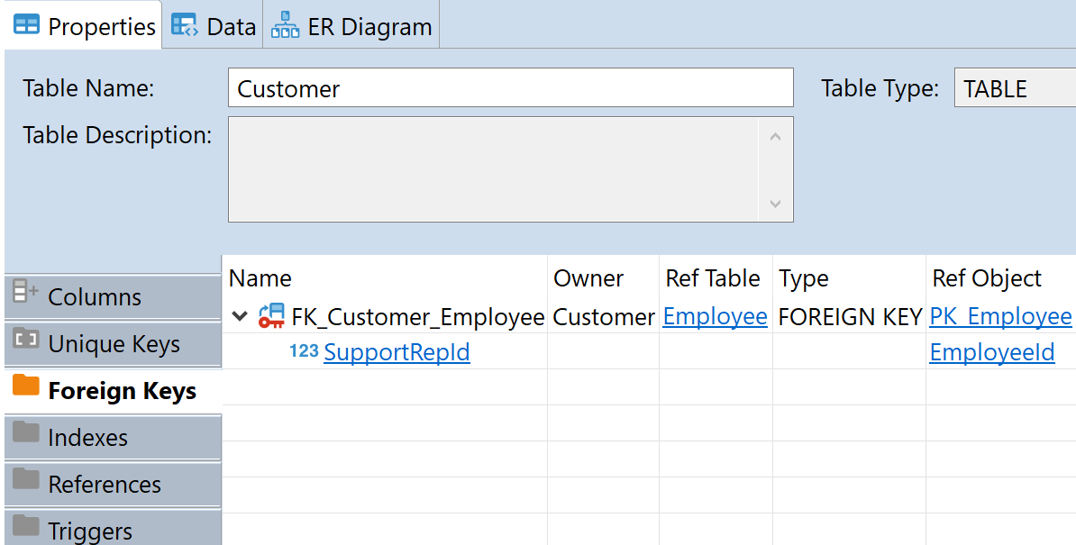 Properties Data ER Diagram
Table Name: Customer Table Type: TABLE
Table Description:
Name Owner Ref Table Type Ref Object
Columns
FK_Customer_Employee Customer Employee FOREIGN KEY PK_Employee
Unique Keys
123 SupportRepId EmployeeId
Foreign Keys
Indexes
References
Triggers